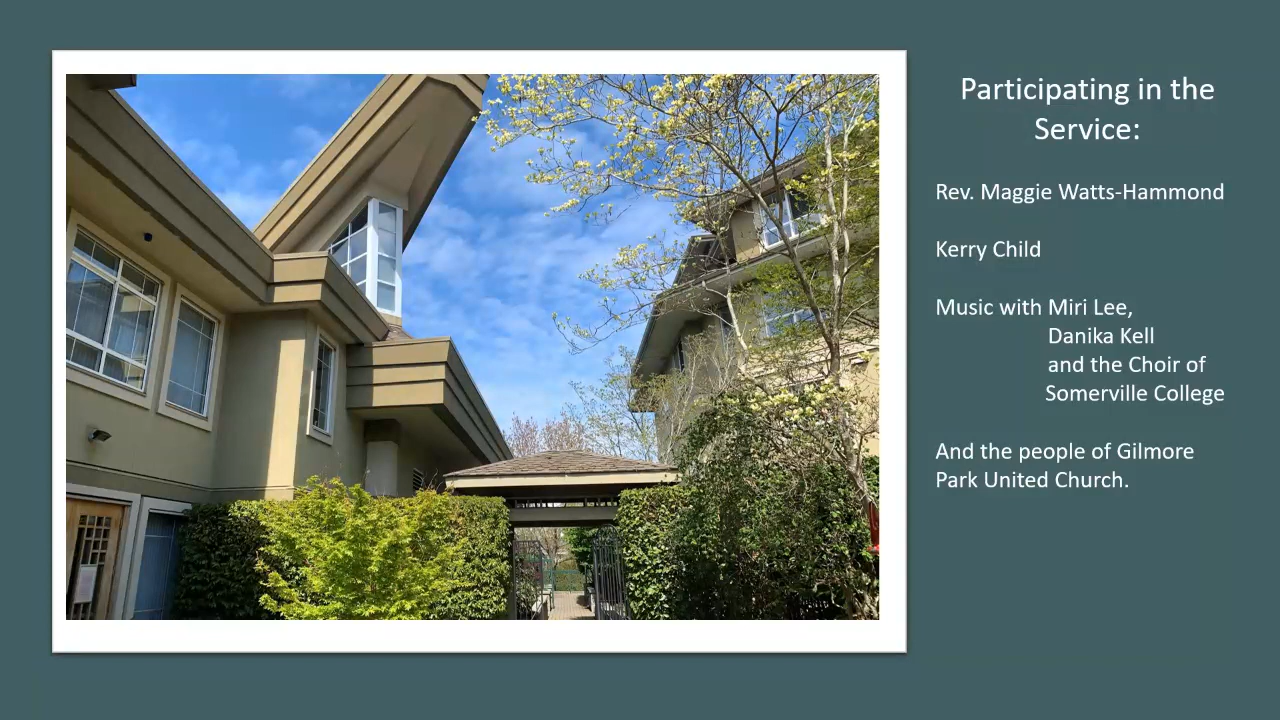 Participating in the
Service:
Rev. Maggie Watts-Hammond
Kerry Child
Music with Miri Lee,
Danika Kell
and the Choir of
Somerville College
And the people of Gilmore
Park United Church.